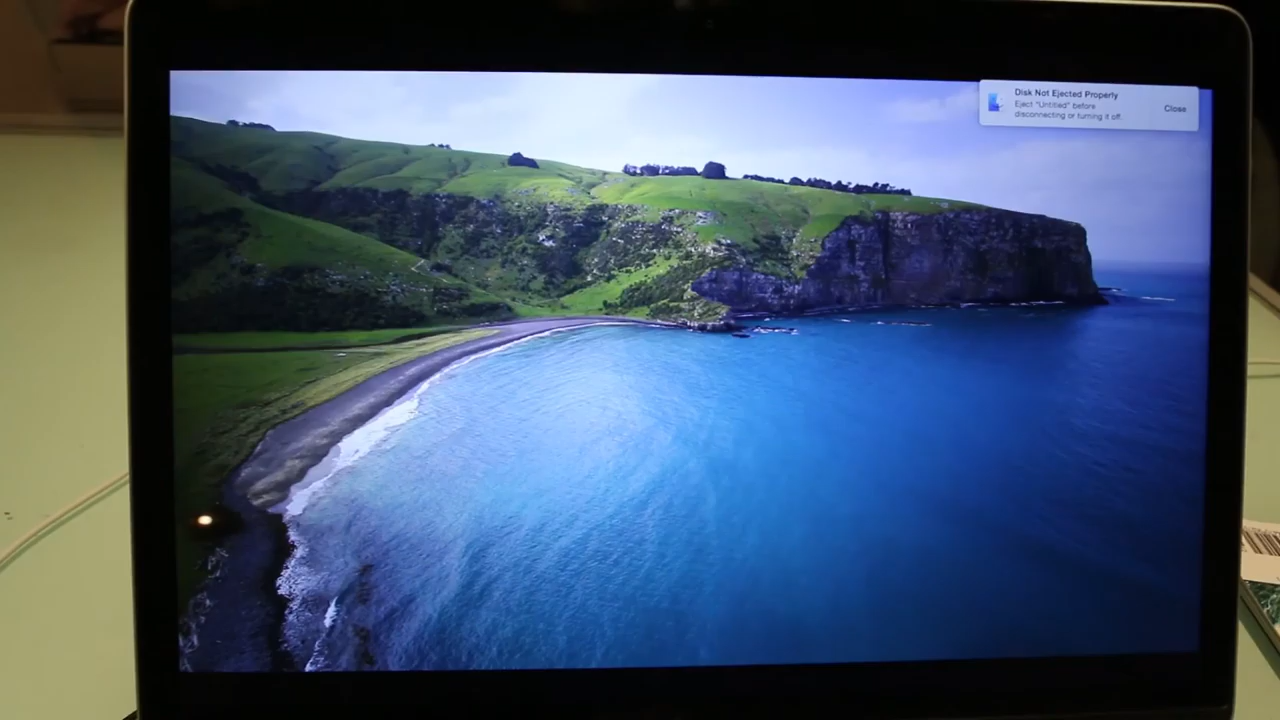 Disk Not Ejected Properly
Eject "Untitled" before
disconnecting or turning it off.
Close